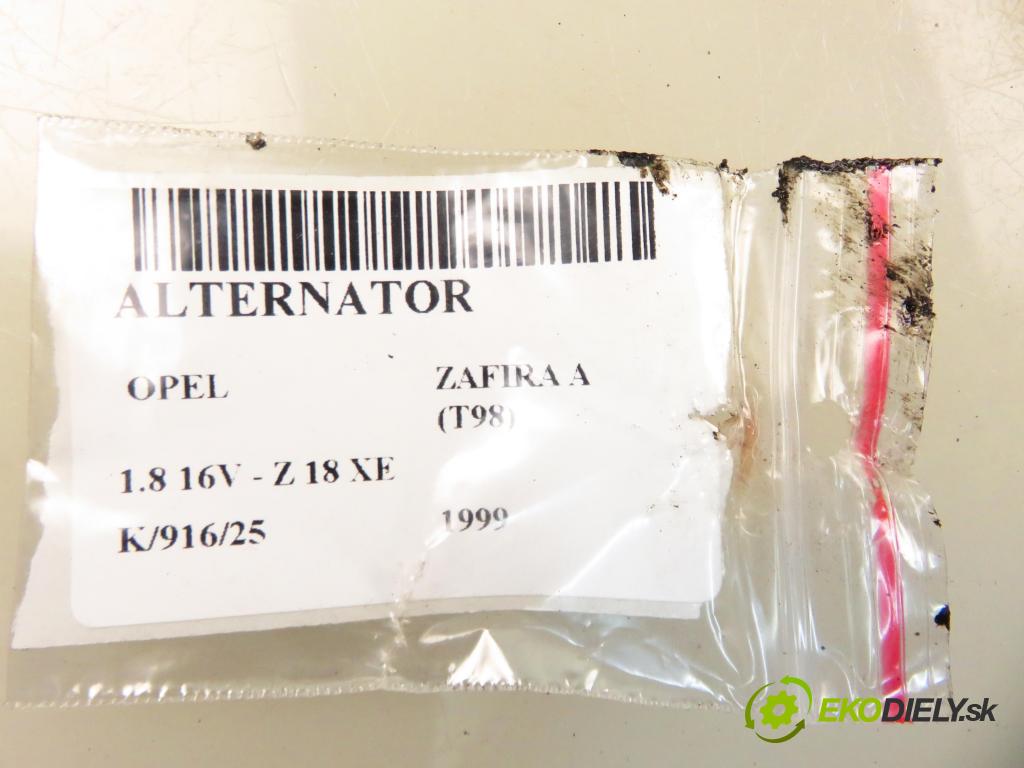 ALTERNATOR
OPEL ZAFIRA A
(T98)
1.8 16V - Z 18 XE
K/916/25 1999
EKODIELY.sk